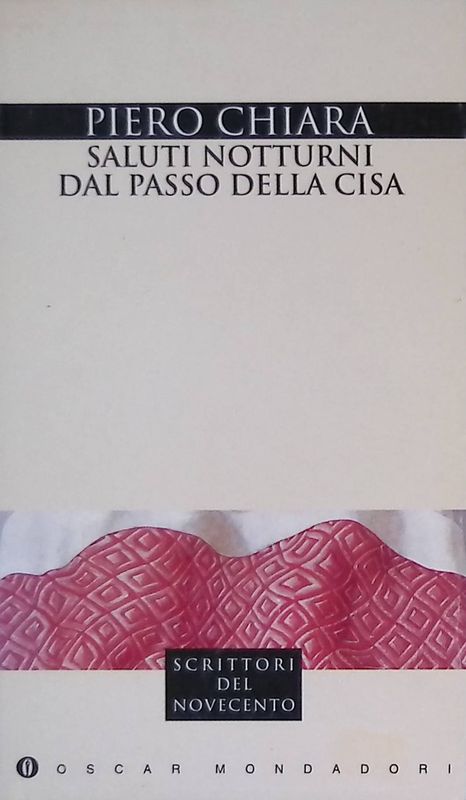 PIERO CHIARA
SALUTI NOTTURNI
DAL PASSO DELLA CISA
SCRITTORI
DEL
NOVECENTO
OSCAR MONDADORI